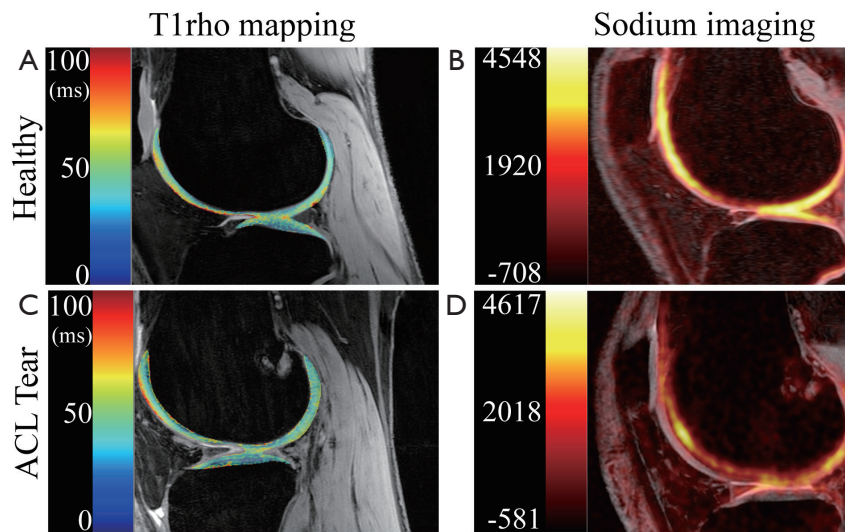 T1rho mapping
Sodium imaging
Healthy
A
100
(ms)
50
0
B
4548
1920
-708
ACL Tear
C
100
(ms)
50
0
D
4617
2018
-581